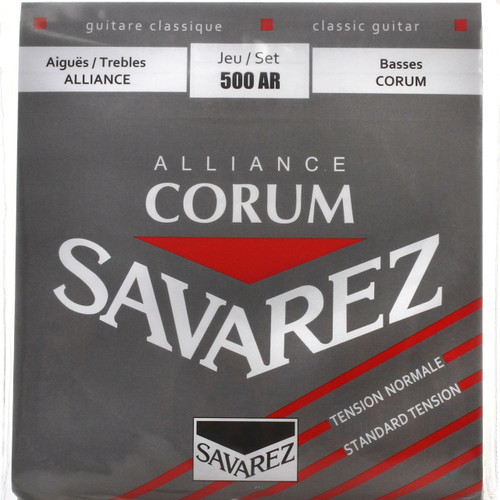 guitare classique
classic guitar
Aiguës / Trebles
ALLIANCE
Jeu / Set
500 AR
Basses
CORUM
ALLIANCE
CORUM
SAVAREZ
TENSION NORMALE
STANDARD TENSION
SAVAREZ